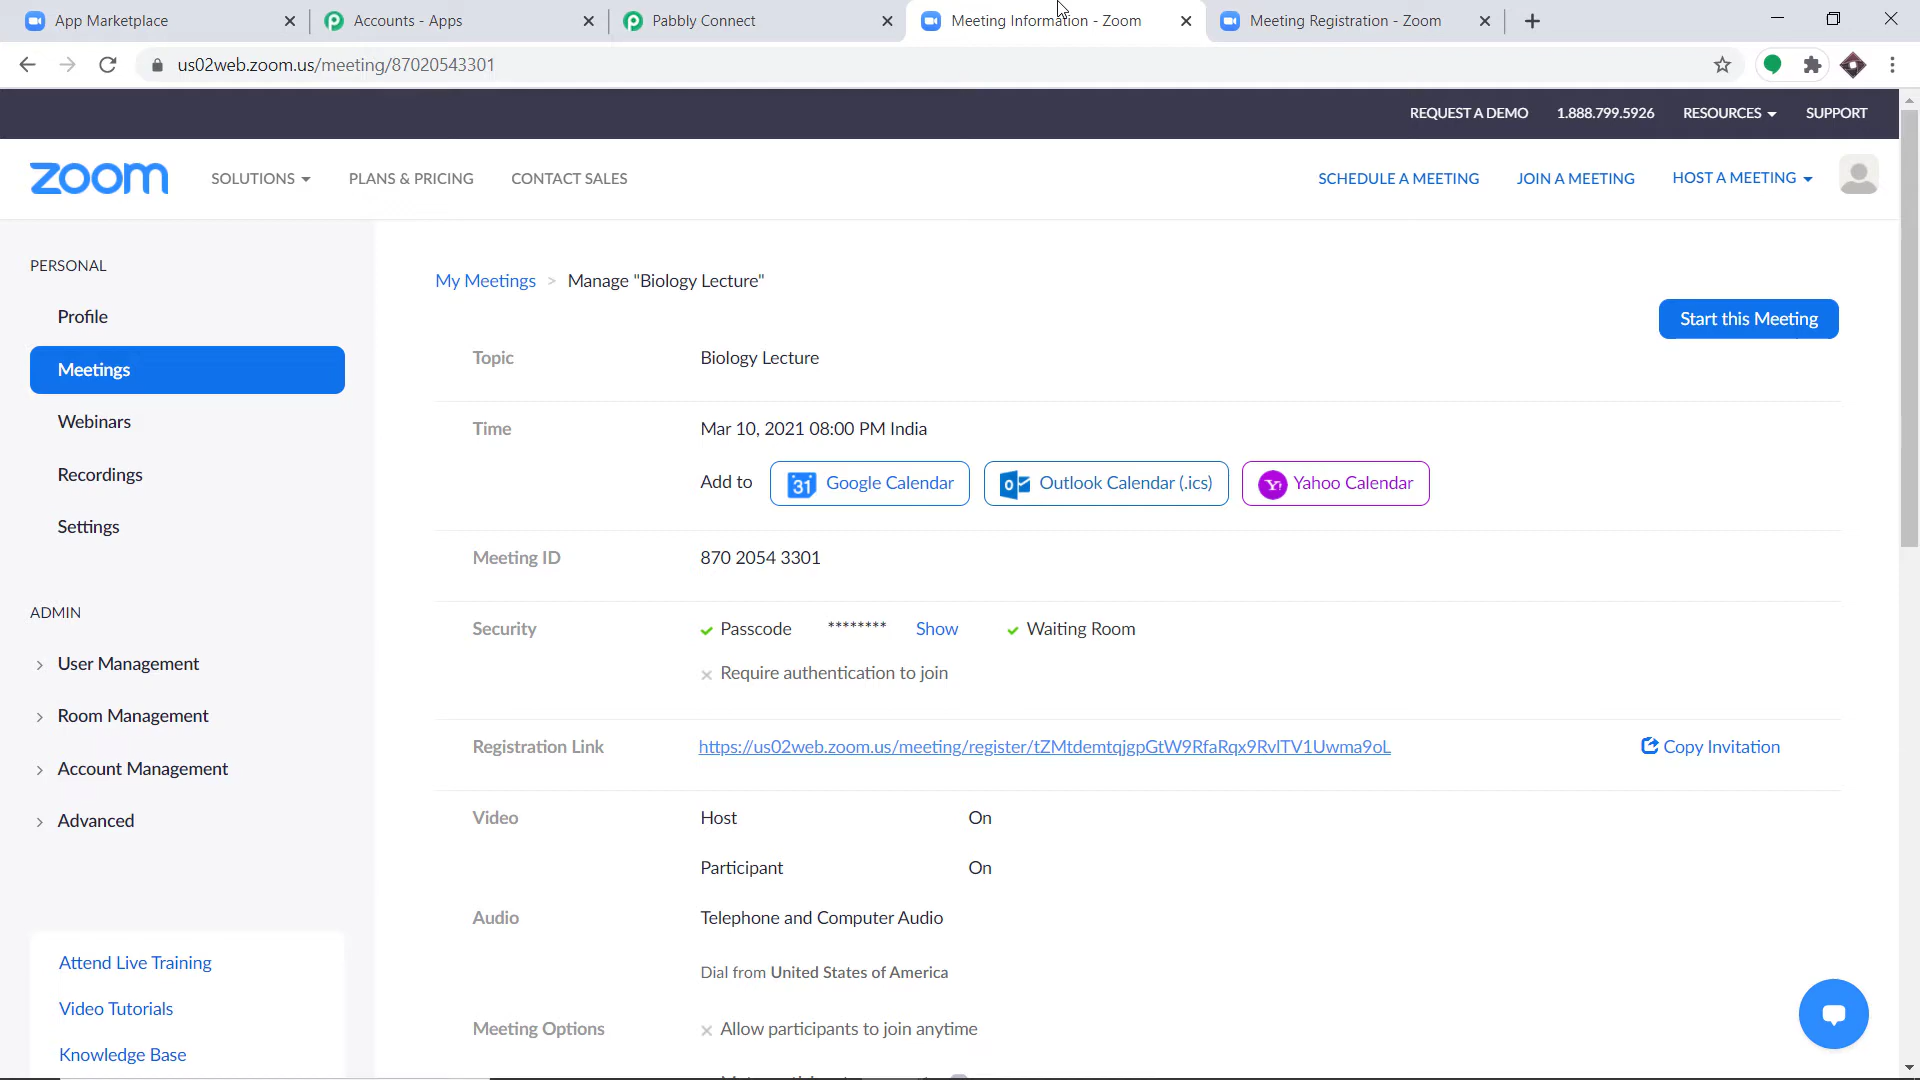 App Marketplace
Accounts - Apps
Pabbly Connect
Meeting Information - Zoom
Meeting Registration - Zoom
us02web.zoom.us/meeting/87020543301
REQUEST A DEMO 1.888.799.5926 RESOURCES SUPPORT
zoom SOLUTIONS PLANS & PRICING CONTACT SALES SCHEDULE A MEETING JOIN A MEETING HOST A MEETING
PERSONAL
Profile
Meetings
Webinars
Recordings
Settings
ADMIN
User Management
Room Management
Account Management
Advanced
Attend Live Training
Video Tutorials
Knowledge Base
My Meetings > Manage "Biology Lecture"
Start this Meeting
Topic Biology Lecture
Time Mar 10, 2021 08:00 PM India
Add to 31 Google Calendar Outlook Calendar (.ics) Yahoo Calendar
Meeting ID 870 2054 3301
Security Passcode ******** Show Waiting Room
Require authentication to join
Registration Link https://us02web.zoom.us/meeting/register/tZMtdemtqjgpGtW9RfaRqx9RvlTV1Uwma9oL Copy Invitation
Video Host On
Participant On
Audio Telephone and Computer Audio
Dial from United States of America
Meeting Options Allow participants to join anytime